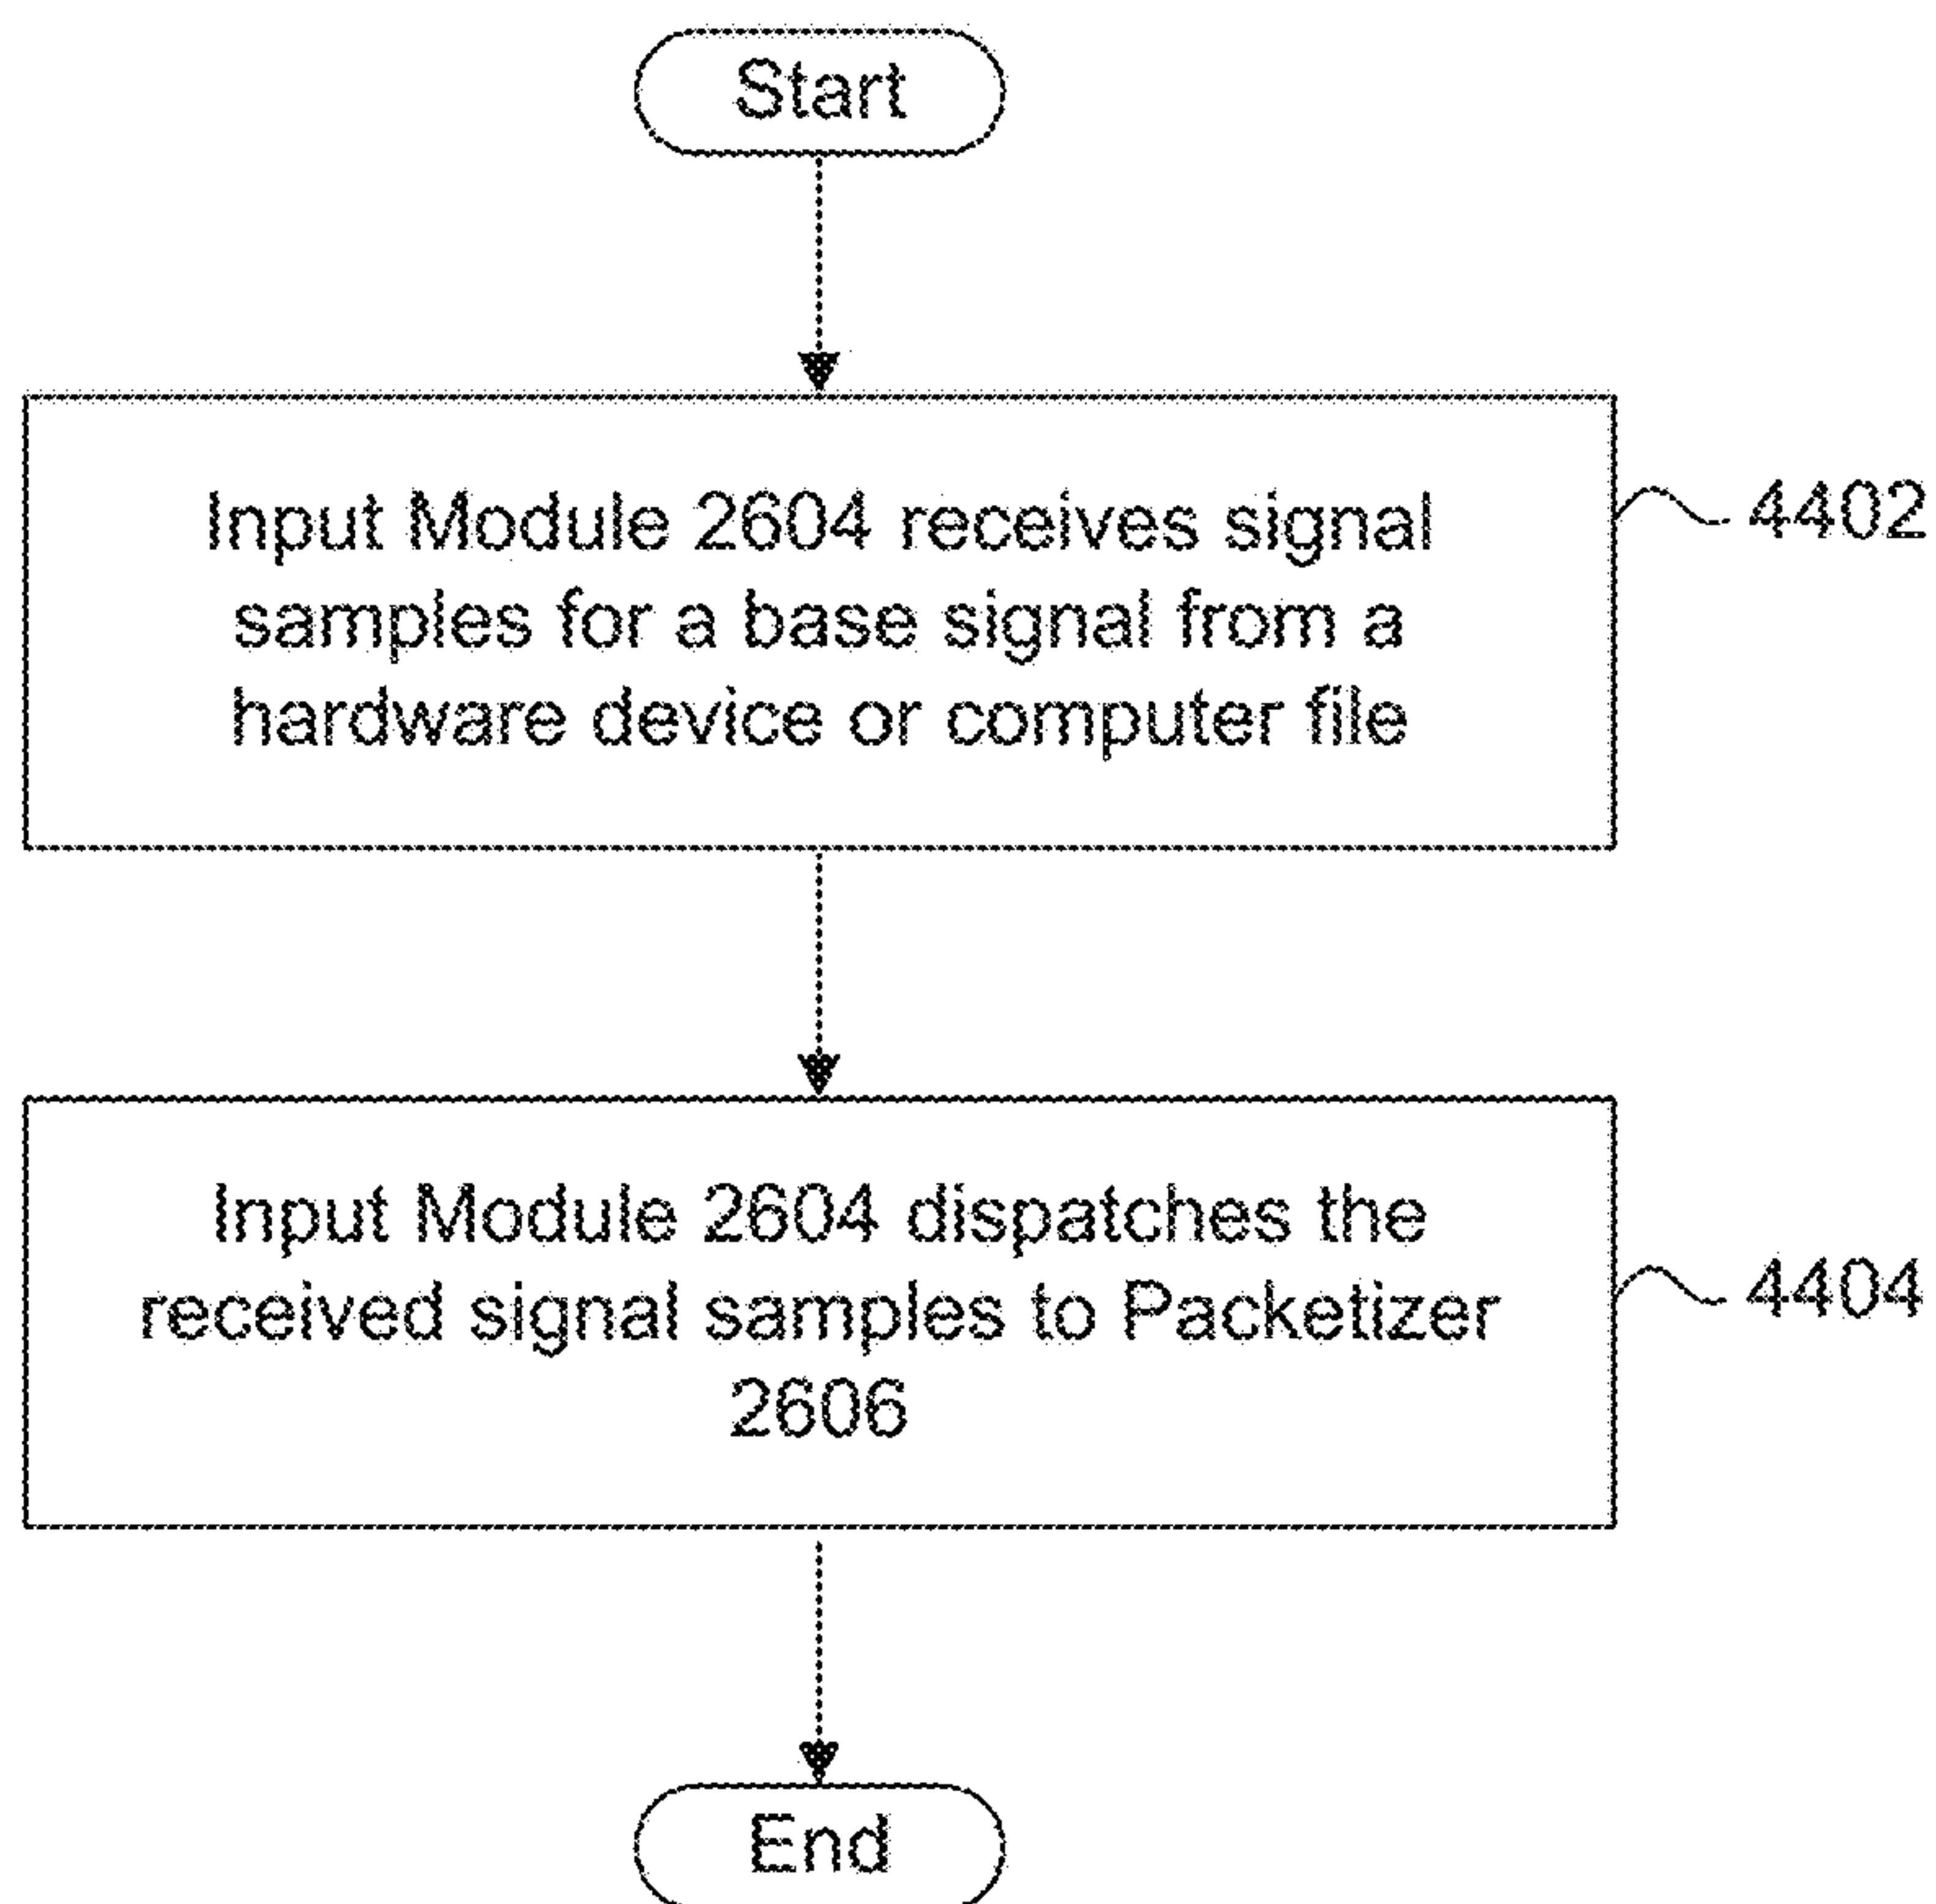 Start
Input Module 2604 receives signal
samples for a base signal from a
hardware device or computer file
4402
Input Module 2604 dispatches the
received signal samples to Packetizer
2606
4404
End